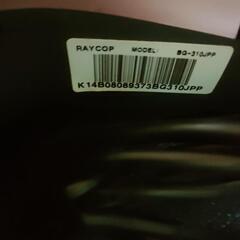 RAYCOP MODEL: BG-310JPP
K14B08089373BG310JPP